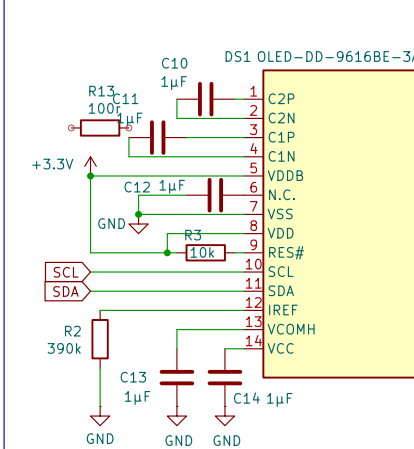 DS1 OLED-DD-9616BE-3A
C10
1µF
R13
100r
C11
1µF
1 C2P
2 C2N
3 C1P
4 C1N
+3.3V
5 VDDB
C12 1µF
6 N.C.
GND
7 VSS
8 VDD
R3
10k
9 RES#
SCL
10 SCL
SDA
11 SDA
12 IREF
R2
390k
13 VCOMH
14 VCC
C13
1µF
C14 1µF
GND
GND
GND